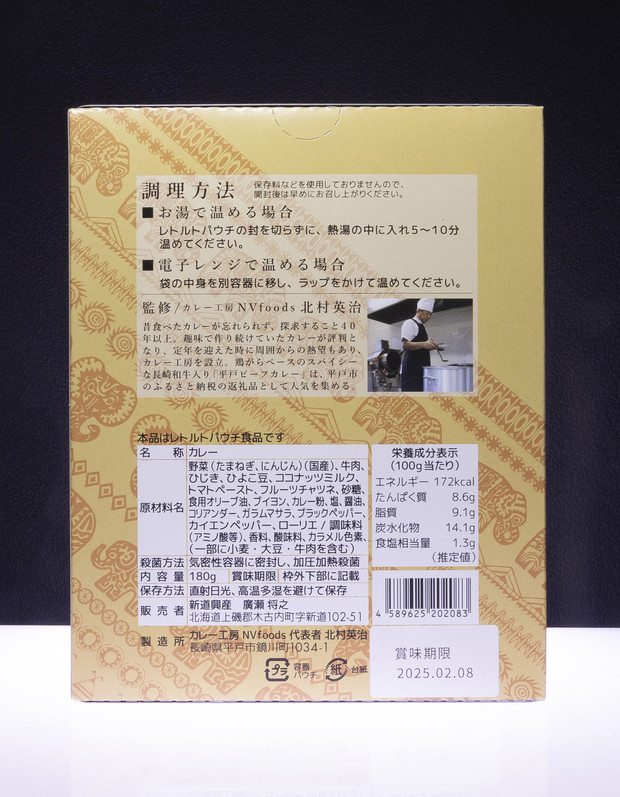 調理方法
保存料などを使用しておりませんので、
開封後は早めにお召し上がりください。
■お湯で温める場合
レトルトパウチの封を切らずに、熱湯の中に入れ5〜10分
温めてください。
■電子レンジで温める場合
袋の中身を別容器に移し、ラップをかけて温めてください。
監修/カレー工房 NVfoods 北村英治
昔食べたカレーが忘れられず、探求すること40
年以上。趣味で作り続けていたカレーが評判と
なり、定年を迎えた時に周囲からの熱望もあり、
カレー工房を設立。鶏がらベースのスパイシー
な長崎和牛入り「平戸ビーフカレー」は、平戸市
のふるさと納税の返礼品として人気を集める。
本品はレトルトパウチ食品です
名 称 カレー
原材料名
野菜(たまねぎ、にんじん)(国産)、牛肉、
ひじき、ひよこ豆、ココナッツミルク、
トマトペースト、フルーツチャツネ、砂糖、
食用オリーブ油、ブイヨン、カレー粉、塩、醤油、
コリアンダー、ガラムマサラ、ブラックペッパー、
カイエンペッパー、ローリエ / 調味料
(アミノ酸等)、香料、酸味料、カラメル色素、
(一部に小麦・大豆・牛肉を含む)
殺菌方法 気密性容器に密封し、加圧加熱殺菌
内 容 量 180g 賞味期限 枠外下部に記載
保存方法 直射日光、高温多湿を避けて保存
販 売 者 新道興産 廣瀬 将之
北海道上磯郡木古内町字新道102-51
製 造 所 カレー工房 NVfoods 代表者 北村英治
長崎県平戸市鏡川町1034-1
プラ 容器
パウチ
紙 台紙
栄養成分表示
(100g当たり)
エネルギー 172kcal
たんぱく質 8.6g
脂質 9.1g
炭水化物 14.1g
食塩相当量 1.3g
(推定値)
4 589625 202083
賞味期限
2025.02.08